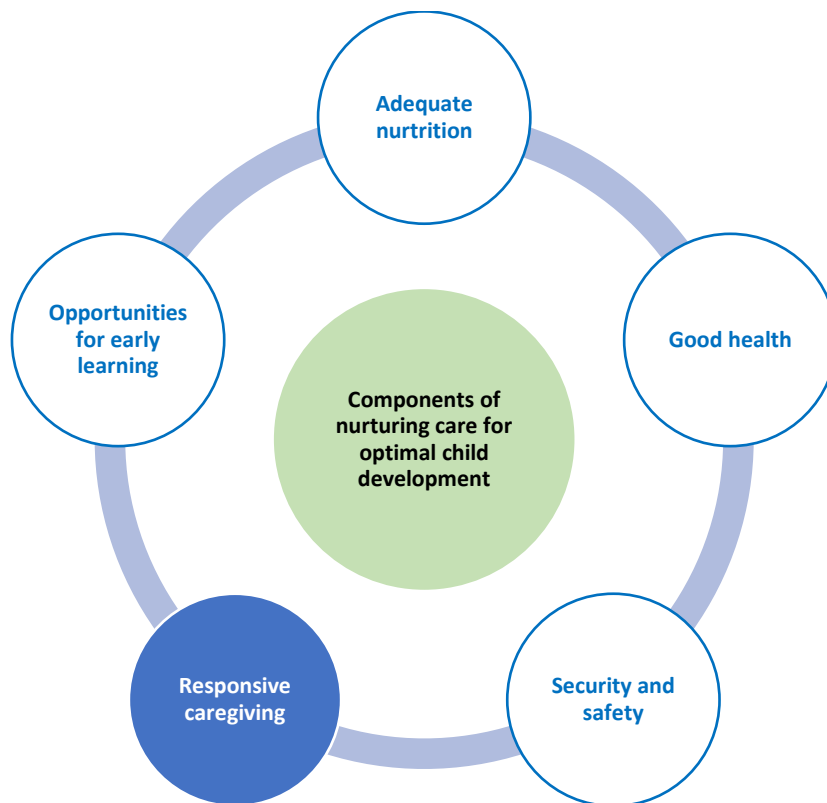 Adequate
nurtrition
Opportunities
for early
learning
Good health
Components of
nurturing care for
optimal child
development
Responsive
caregiving
Security and
safety